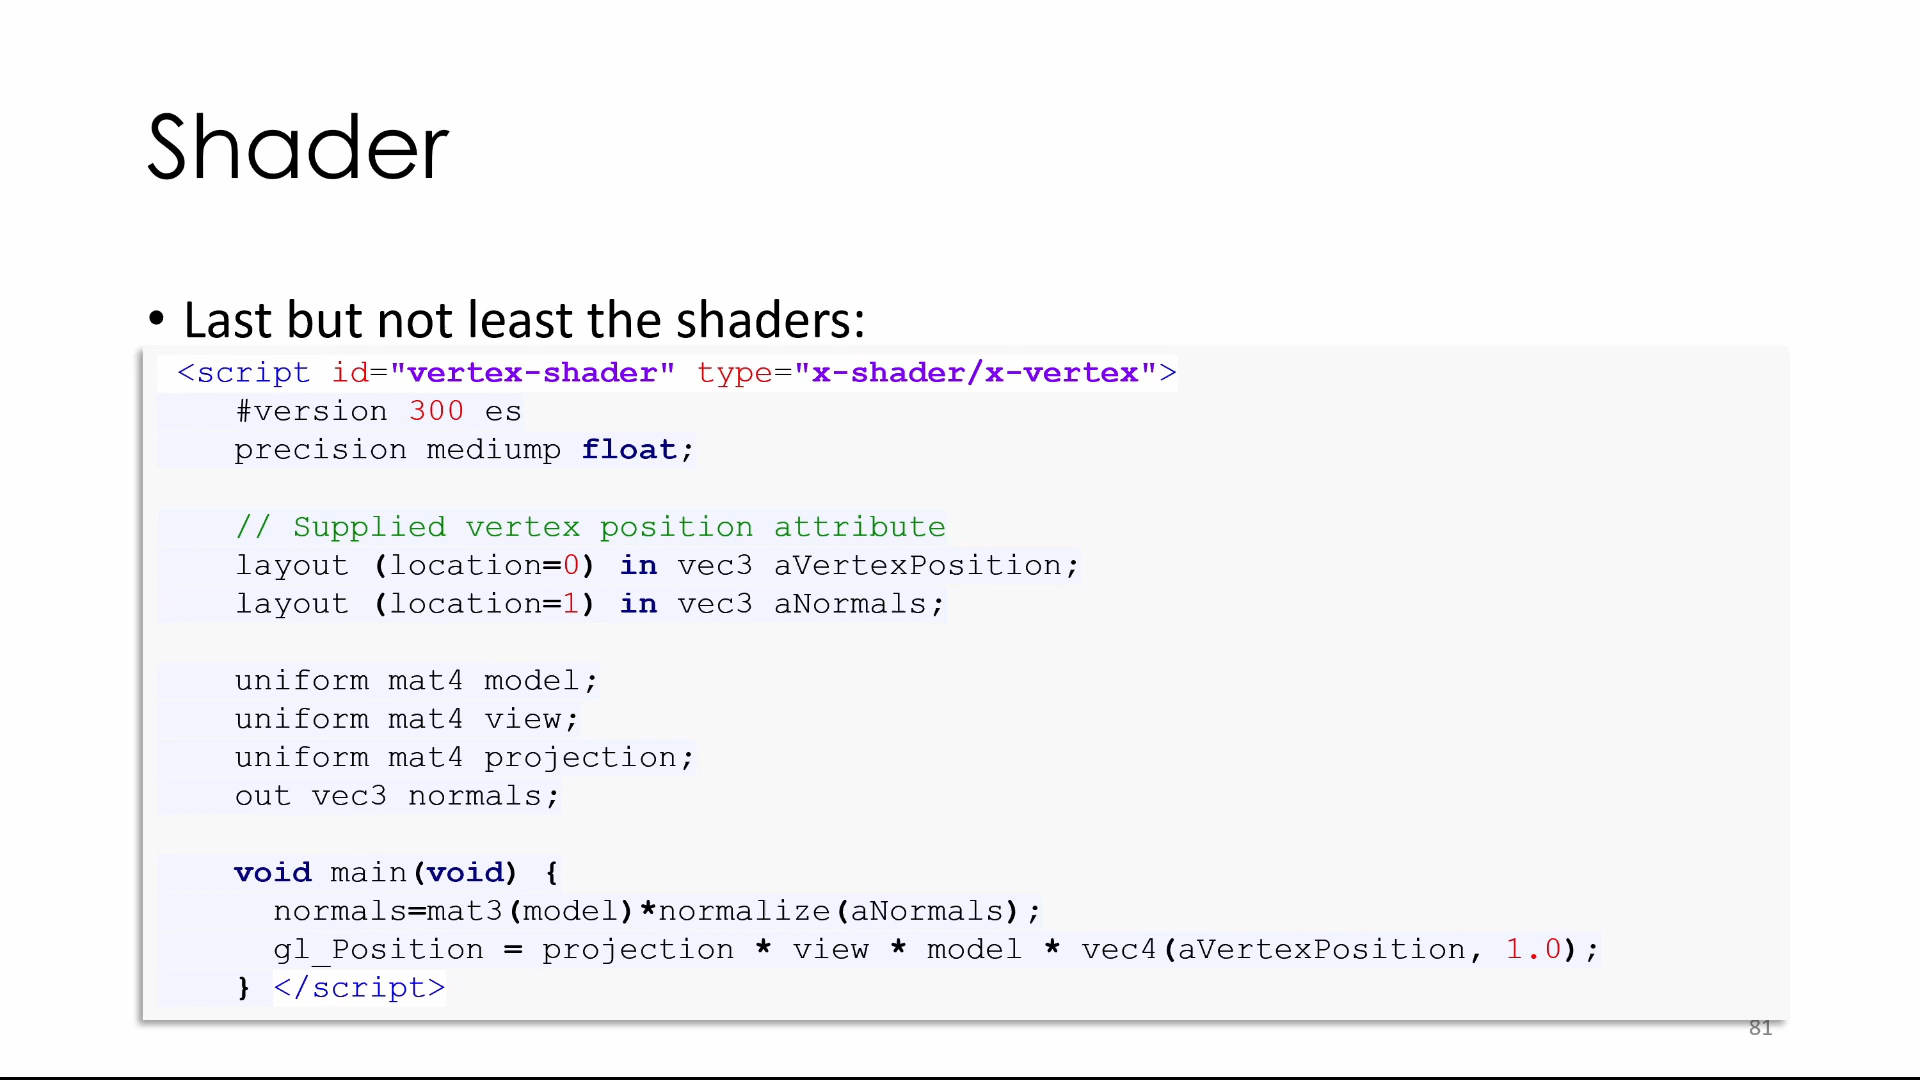 Shader
• Last but not least the shaders:
<script id="vertex-shader" type="x-shader/x-vertex">
#version 300 es
precision mediump float;
// Supplied vertex position attribute
layout (location=0) in vec3 aVertexPosition;
layout (location=1) in vec3 aNormals;
uniform mat4 model;
uniform mat4 view;
uniform mat4 projection;
out vec3 normals;
void main(void) {
normals=mat3(model)*normalize(aNormals);
gl_Position = projection * view * model * vec4(aVertexPosition, 1.0);
} </script>
81